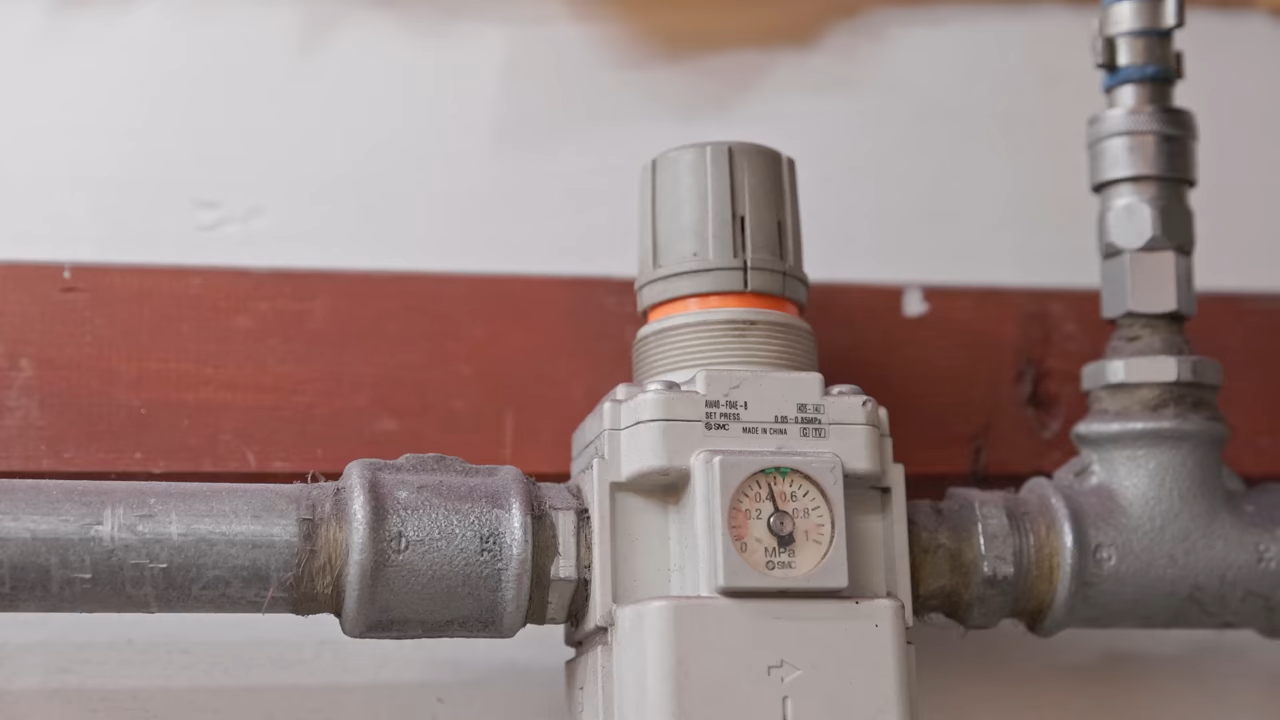 AW40-F04E-B
SET PRESS. 0.05~0.85MPa
SMC MADE IN CHINA G TV
0.4 0.6
0.2 0.8
0 1
MPa
SMC